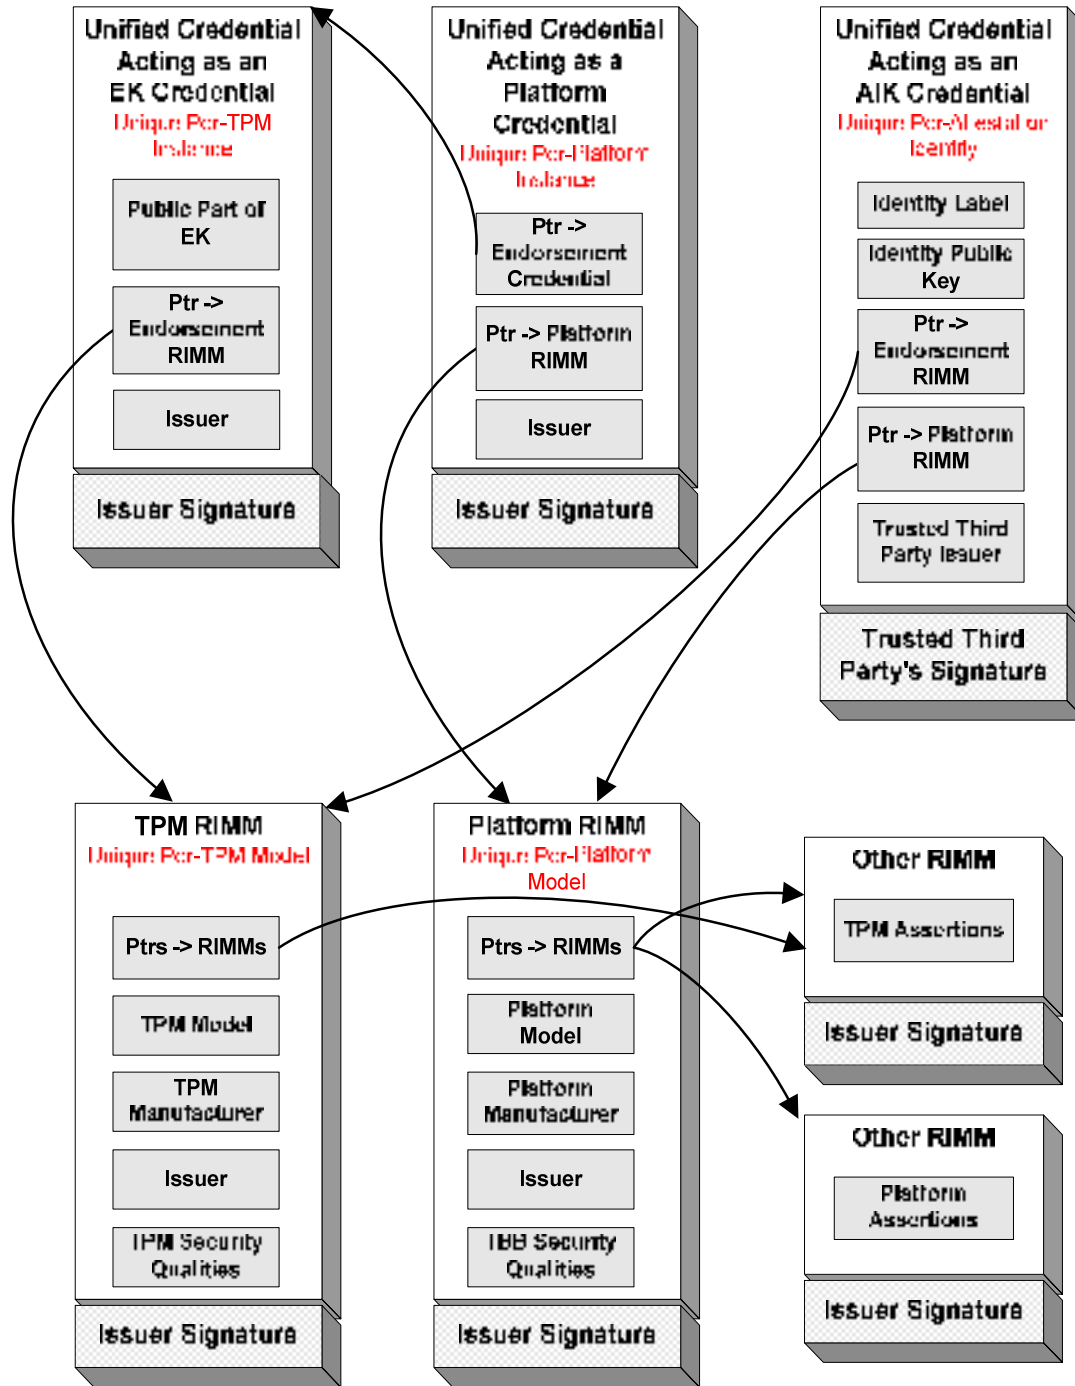 Unified Credential
Acting as an
EK Credential
Unique Per-TPM
Instance
Public Part of
EK
Ptr ->
Endorsement
RIMM
Issuer
Issuer Signature
Unified Credential
Acting as a
Platform
Credential
Unique Per-Platform
Instance
Ptr ->
Endorsement
Credential
Ptr -> Platform
RIMM
Issuer
Issuer Signature
Unified Credential
Acting as an
AIK Credential
Unique Per-Attestation
Identity
Identity Label
Identity Public
Key
Ptr ->
Endorsement
RIMM
Ptr -> Platform
RIMM
Trusted Third
Party Issuer
Trusted Third
Party's Signature
TPM RIMM
Unique Per-TPM Model
Ptrs -> RIMMs
TPM Model
TPM
Manufacturer
Issuer
TPM Security
Qualities
Issuer Signature
Platform RIMM
Unique Per-Platform
Model
Ptrs -> RIMMs
Platform
Model
Platform
Manufacturer
Issuer
TBB Security
Qualities
Issuer Signature
Other RIMM
TPM Assertions
Issuer Signature
Other RIMM
Platform
Assertions
Issuer Signature